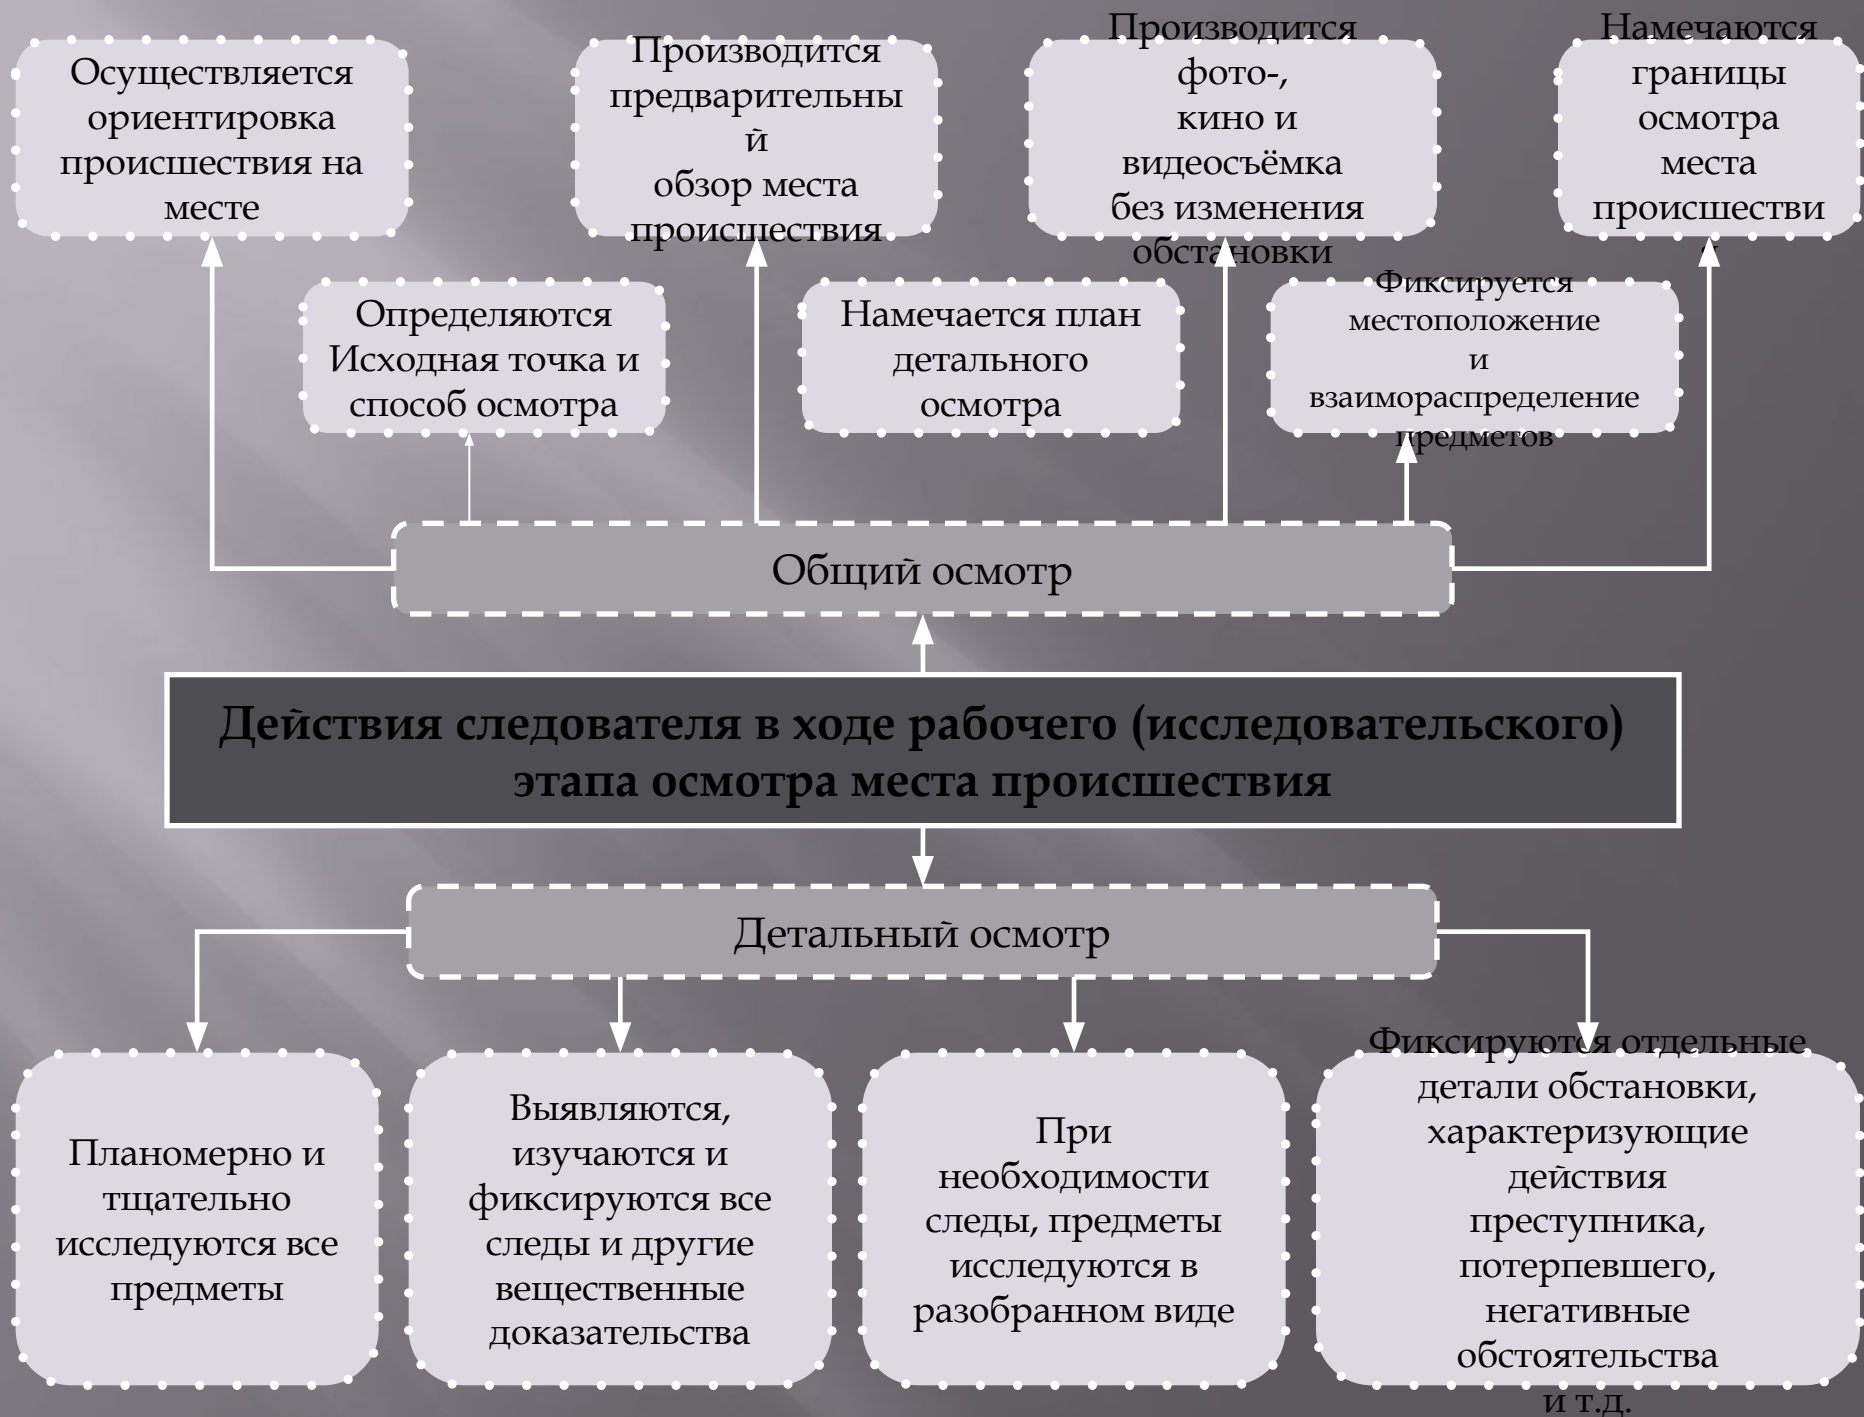 Осуществляется
ориентировка
происшествия на
месте
Производится
предварительны
й
обзор места
происшествия
Производится
фото-,
кино и
видеосъёмка
без изменения
обстановки
Намечаются
границы
осмотра
места
происшестви
я
Определяются
Исходная точка и
способ осмотра
Намечается план
детального
осмотра
Фиксируется
местоположение
и
взаимораспределение
предметов
Общий осмотр
Действия следователя в ходе рабочего (исследовательского)
этапа осмотра места происшествия
Детальный осмотр
Планомерно и
тщательно
исследуются все
предметы
Выявляются,
изучаются и
фиксируются все
следы и другие
вещественные
доказательства
При
необходимости
следы, предметы
исследуются в
разобранном виде
Фиксируются отдельные
детали обстановки,
характеризующие
действия
преступника,
потерпевшего,
негативные
обстоятельства
и т.д.